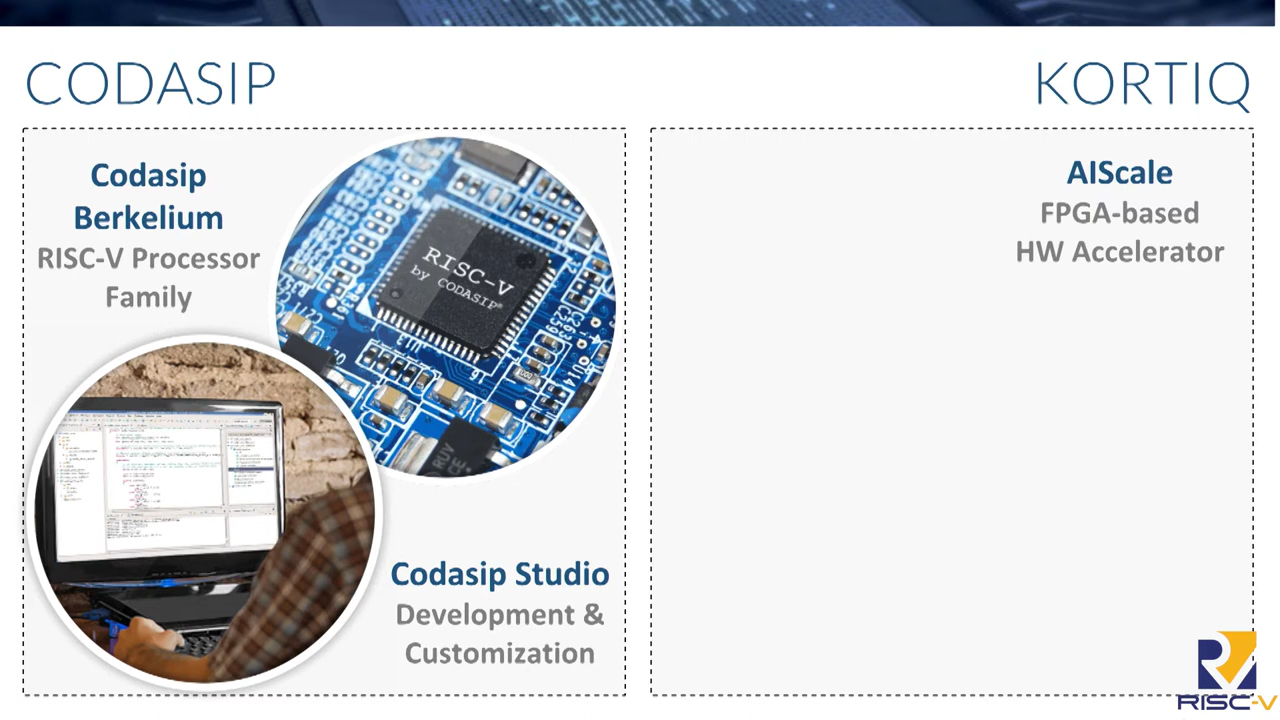 CODASIP
KORTIQ
Codasip
Berkelium
RISC-V Processor
Family
RISC-V
by CODASIP®
Codasip Studio
Development &
Customization
AIScale
FPGA-based
HW Accelerator
RISC-V